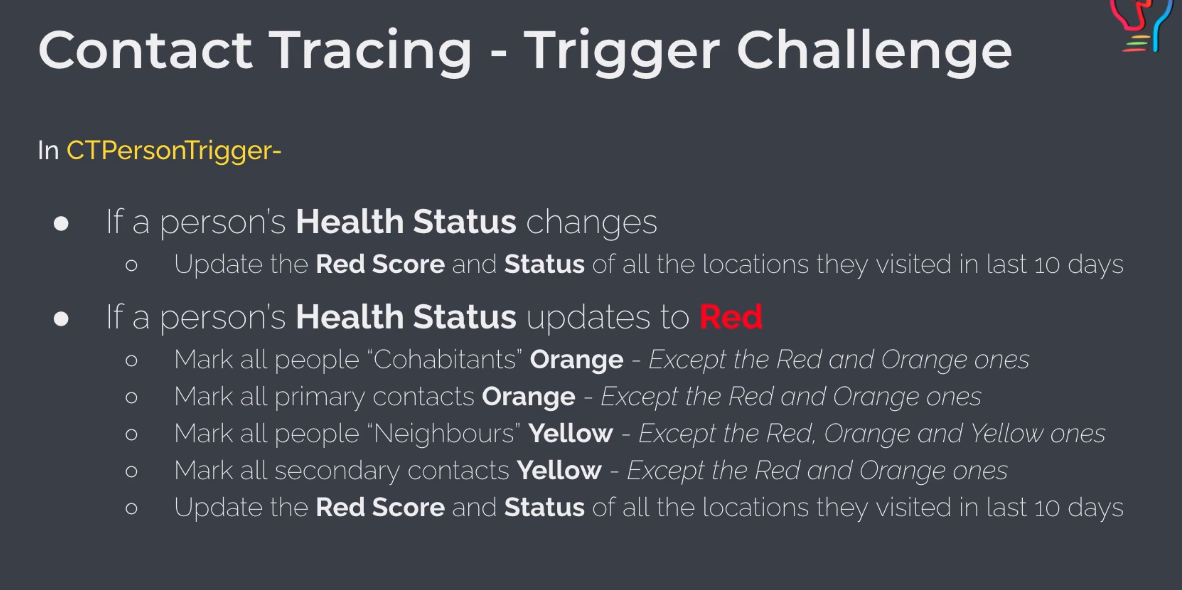 Contact Tracing - Trigger Challenge
In CTPersonTrigger-
● If a person's Health Status changes
○ Update the Red Score and Status of all the locations they visited in last 10 days
● If a person's Health Status updates to Red
○ Mark all people “Cohabitants” Orange - Except the Red and Orange ones
○ Mark all primary contacts Orange - Except the Red and Orange ones
○ Mark all people “Neighbours” Yellow - Except the Red, Orange and Yellow ones
○ Mark all secondary contacts Yellow - Except the Red and Orange ones
○ Update the Red Score and Status of all the locations they visited in last 10 days